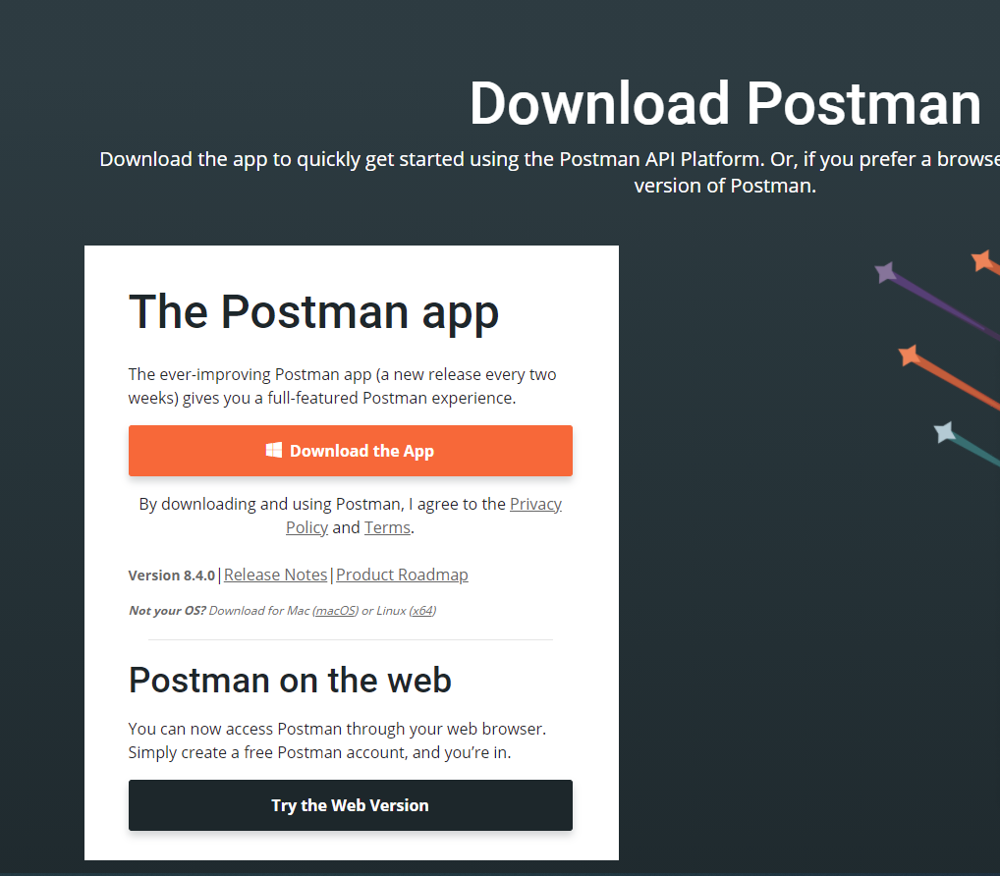 Download Postman
Download the app to quickly get started using the Postman API Platform. Or, if you prefer a browse
version of Postman.
The Postman app
The ever-improving Postman app (a new release every two
weeks) gives you a full-featured Postman experience.
Download the App
By downloading and using Postman, I agree to the Privacy
Policy and Terms.
Version 8.4.0|Release Notes|Product Roadmap
Not your OS? Download for Mac (macOS) or Linux (x64)
Postman on the web
You can now access Postman through your web browser.
Simply create a free Postman account, and you’re in.
Try the Web Version